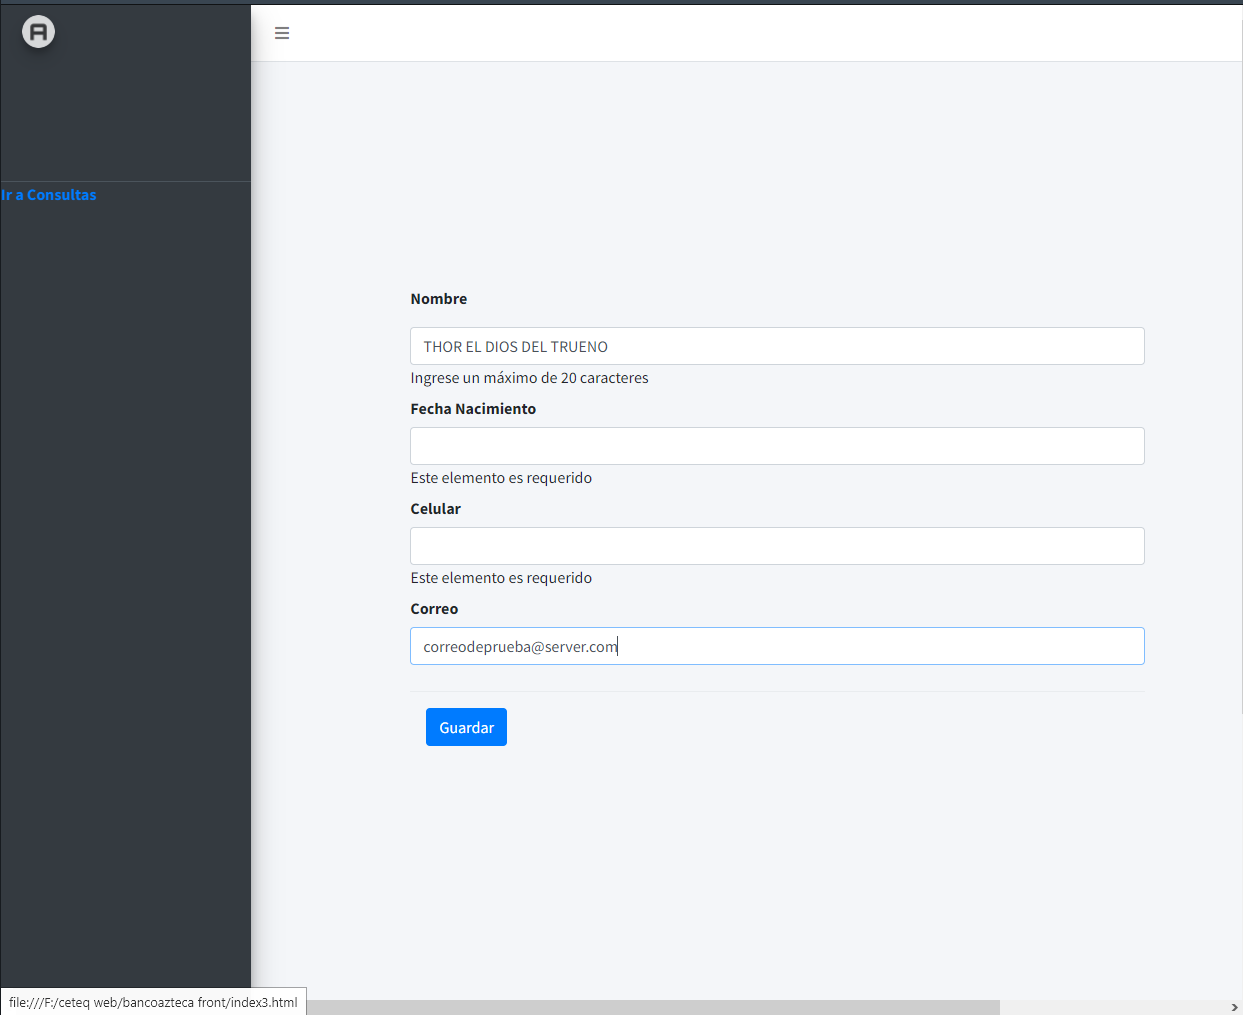 A
Ir a Consultas
Nombre
THOR EL DIOS DEL TRUENO
Ingrese un máximo de 20 caracteres
Fecha Nacimiento
Este elemento es requerido
Celular
Este elemento es requerido
Correo
correodeprueba@server.com
Guardar
file:///F:/ceteq web/bancoazteca front/index3.html